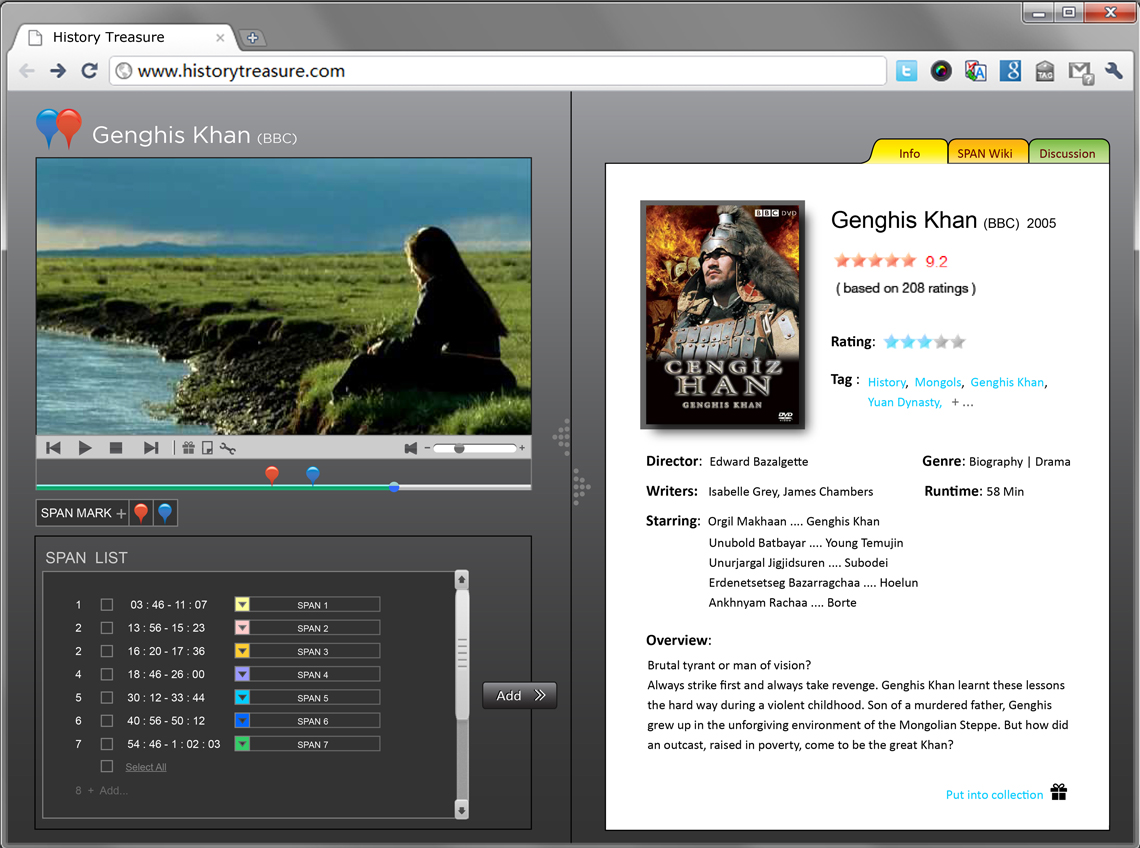 History Treasure
www.historytreasure.com
TAG
Genghis Khan (BBC)
SPAN MARK +
SPAN LIST
1 03 : 46 - 11 : 07 SPAN 1
2 13 : 56 - 15 : 23 SPAN 2
2 16 : 20 - 17 : 36 SPAN 3
4 18 : 46 - 26 : 00 SPAN 4
5 30 : 12 - 33 : 44 SPAN 5
6 40 : 56 - 50 : 12 SPAN 6
7 54 : 46 - 1 : 02 : 03 SPAN 7
Select All
8 + Add...
Add »
Info SPAN Wiki Discussion
BBC DVD
CENGİZ
HAN
GENGHIS KHAN
DVD
Genghis Khan (BBC) 2005
9.2
( based on 208 ratings )
Rating:
Tag : History, Mongols, Genghis Khan,
Yuan Dynasty, + ...
Director: Edward Bazalgette Genre: Biography | Drama
Writers: Isabelle Grey, James Chambers Runtime: 58 Min
Starring: Orgil Makhaan .... Genghis Khan
Unubold Batbayar .... Young Temujin
Unurjargal Jigjidsuren .... Subodei
Erdenetsetseg Bazarragchaa .... Hoelun
Ankhnyam Rachaa .... Borte
Overview:
Brutal tyrant or man of vision?
Always strike first and always take revenge. Genghis Khan learnt these lessons
the hard way during a violent childhood. Son of a murdered father, Genghis
grew up in the unforgiving environment of the Mongolian Steppe. But how did
an outcast, raised in poverty, come to be the great Khan?
Put into collection